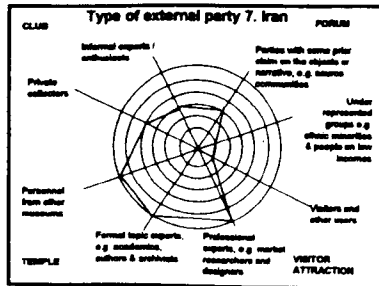 Type of external party 7. Iran
CLUB
FORUM
Informal experts /
enthusiasts
Parties with some prior
claim on the objects or
narrative, e.g. source
communities
Private
collectors
Under
represented
groups e.g
ethnic minorities
& people on low
incomes
Personnel
from other
museums
Visitors and
other users
Formal topic experts,
e.g. academics,
authors & archivists
Professional
experts, e.g. market
researchers and
designers
TEMPLE
VISITOR
ATTRACTION